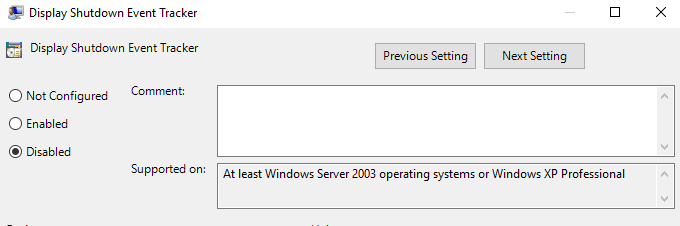 Display Shutdown Event Tracker
Display Shutdown Event Tracker
Previous Setting
Next Setting
Not Configured
Comment:
Enabled
Disabled
Supported on:
At least Windows Server 2003 operating systems or Windows XP Professional